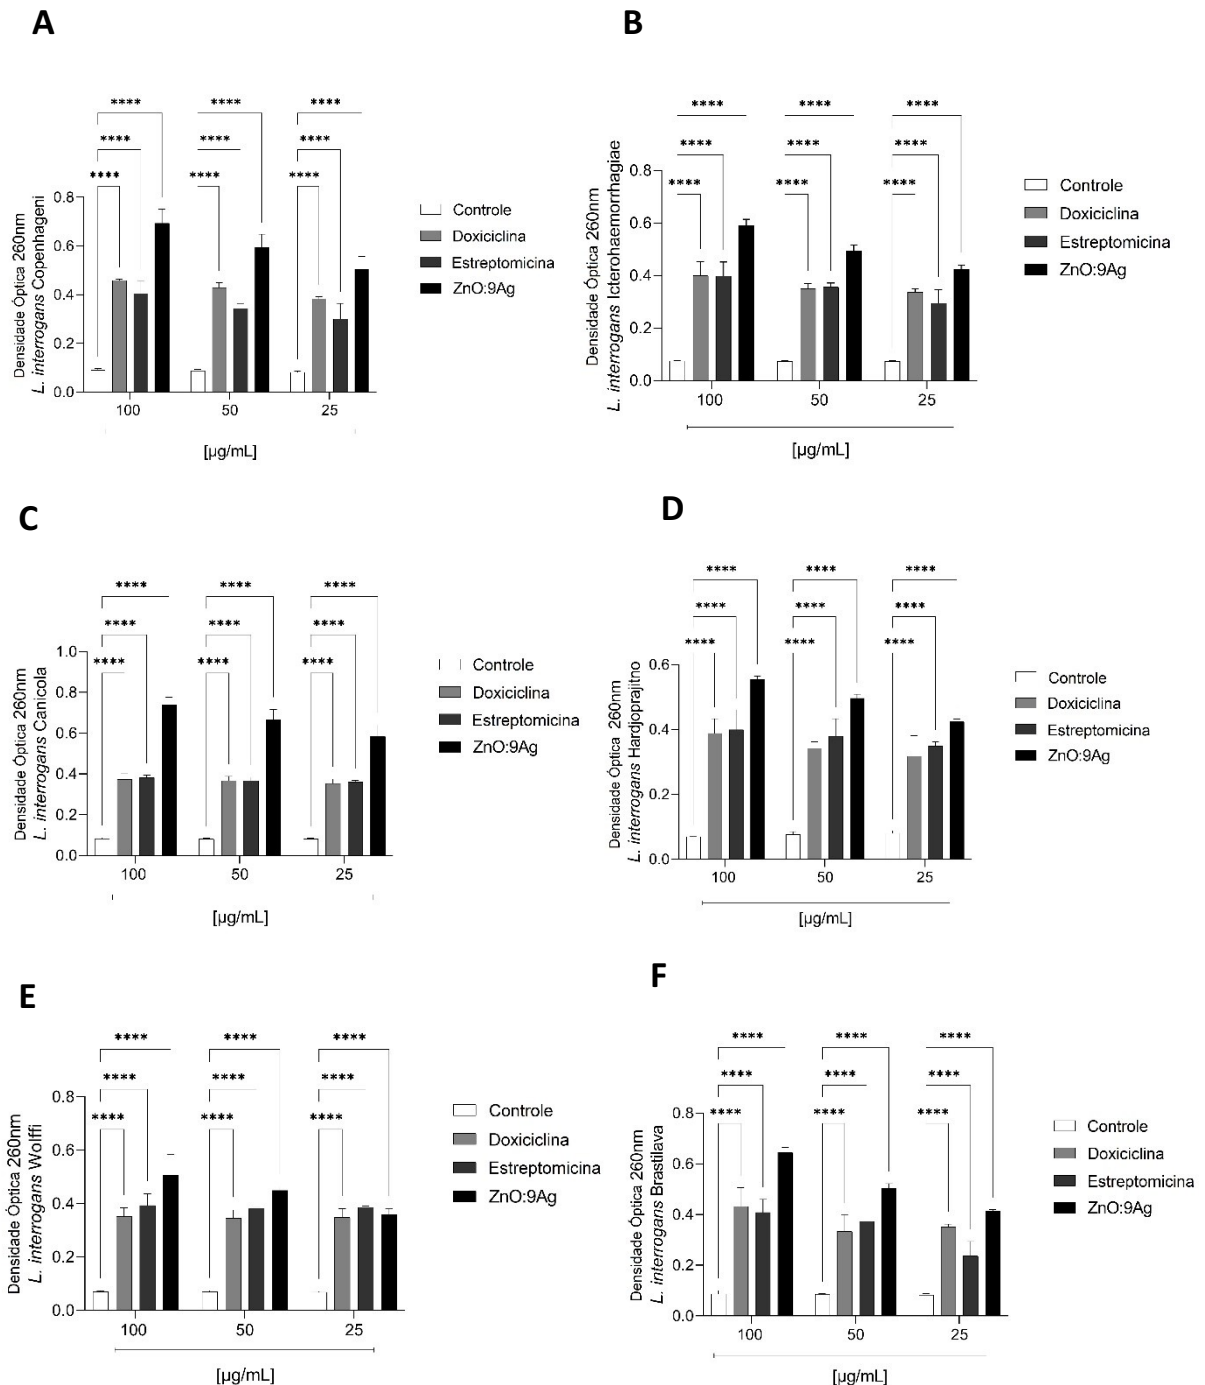 A
****
****
****
****
****
****
****
****
****
Densidade Óptica 260nm
L. interrogans Copenhageni
0.8
0.6
0.4
0.2
0.0
100
50
25
[µg/mL]
Controle
Doxiciclina
Estreptomicina
ZnO:9Ag
B
****
****
****
****
****
****
****
****
****
Densidade Óptica 260nm
L. interrogans Icterohaemorrhagiae
0.8
0.6
0.4
0.2
0.0
100
50
25
[µg/mL]
Controle
Doxiciclina
Estreptomicina
ZnO:9Ag
C
****
****
****
****
****
****
****
****
****
Densidade Óptica 260nm
L. interrogans Canicola
1.0
0.8
0.6
0.4
0.2
0.0
100
50
25
[µg/mL]
Controle
Doxiciclina
Estreptomicina
ZnO:9Ag
D
****
****
****
****
****
****
****
****
****
Densidade Óptica 260nm
L. interrogans Hardjoprajitno
0.6
0.4
0.2
0.0
100
50
25
[µg/mL]
Controle
Doxiciclina
Estreptomicina
ZnO:9Ag
E
****
****
****
****
****
****
****
****
****
Densidade Óptica 260nm
L. interrogans Wolffi
0.8
0.6
0.4
0.2
0.0
100
50
25
[µg/mL]
Controle
Doxiciclina
Estreptomicina
ZnO:9Ag
F
****
****
****
****
****
****
****
****
****
Densidade Óptica 260nm
L. interrogans Brastilava
0.8
0.6
0.4
0.2
0.0
100
50
25
[µg/mL]
Controle
Doxiciclina
Estreptomicina
ZnO:9Ag